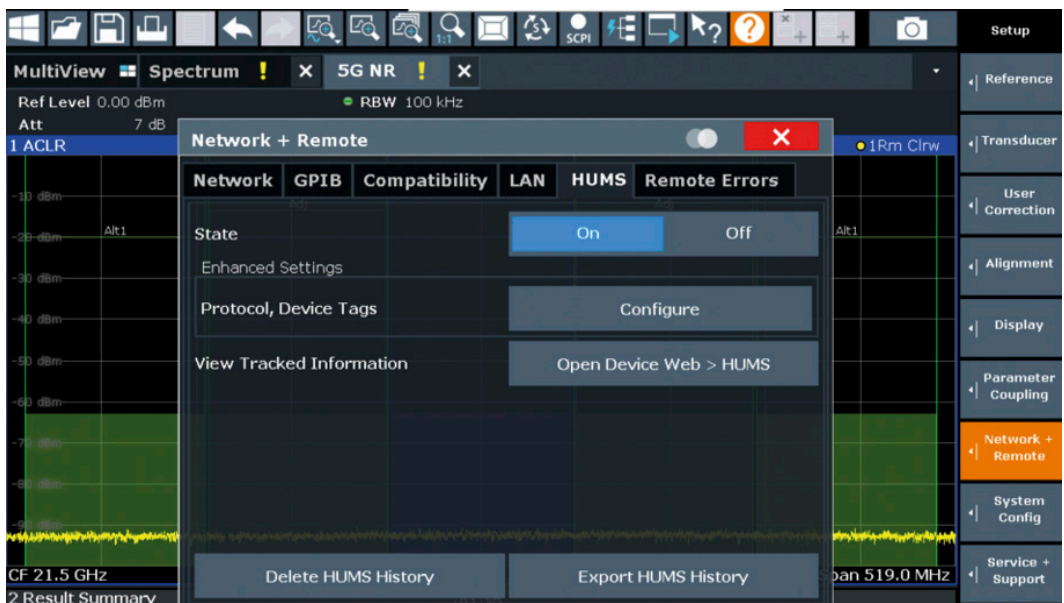 SCPI
1:1
Setup
MultiView Spectrum ! X 5G NR ! X
Ref Level 0.00 dBm RBW 100 kHz
Att 7 dB
1 ACLR
1Rm Clrw
Network + Remote
Network GPIB Compatibility LAN HUMS Remote Errors
State On Off
Enhanced Settings
Protocol, Device Tags Configure
View Tracked Information Open Device Web > HUMS
Delete HUMS History Export HUMS History
Adj Adj
Alt1 Alt1
-10 dBm
-20 dBm
-30 dBm
-40 dBm
-50 dBm
-60 dBm
-70 dBm
-80 dBm
-90 dBm
CF 21.5 GHz
pan 519.0 MHz
2 Result Summary
Reference
Transducer
User
Correction
Alignment
Display
Parameter
Coupling
Network +
Remote
System
Config
Service +
Support